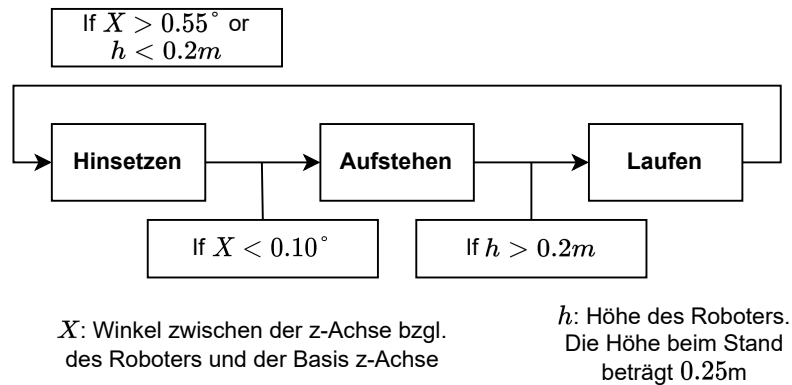 If X > 0.55° or
h < 0.2m
Hinsetzen
Aufstehen
Laufen
If X < 0.10°
If h > 0.2m
X: Winkel zwischen der z-Achse bzgl.
des Roboters und der Basis z-Achse
h: Höhe des Roboters.
Die Höhe beim Stand
beträgt 0.25m